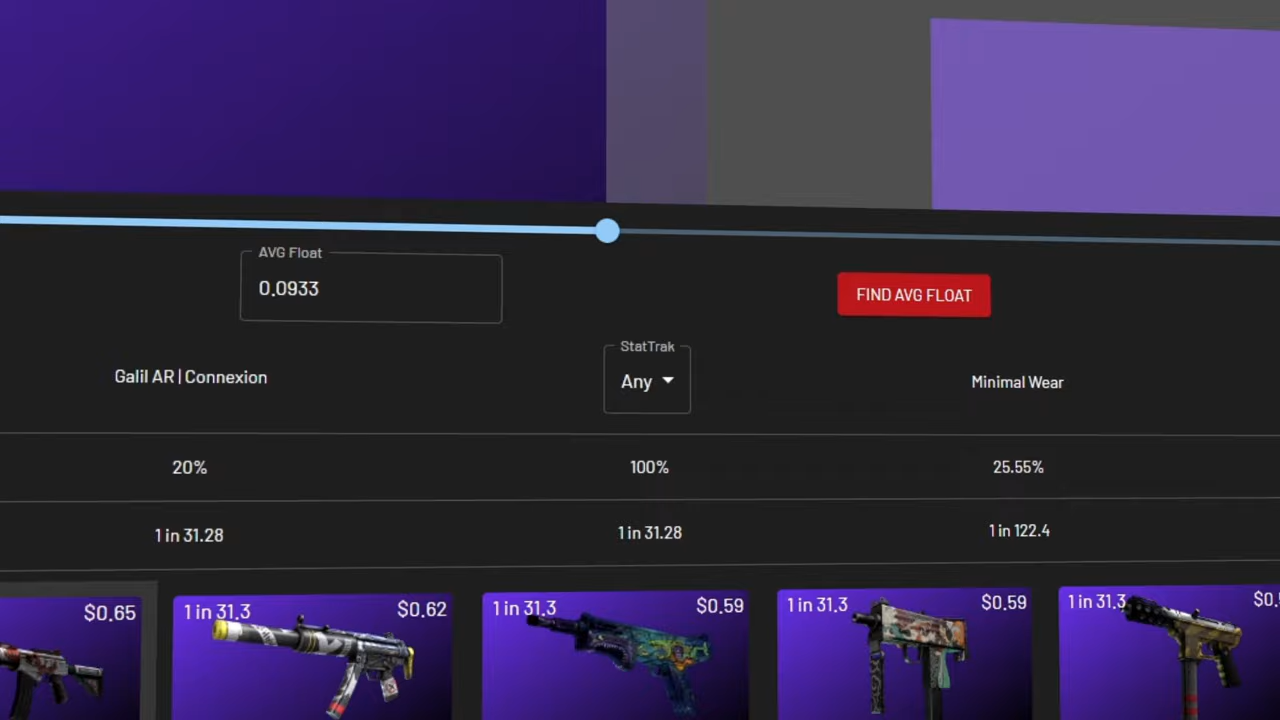 AVG Float
0.0933
FIND AVG FLOAT
StatTrak
Galil AR | Connexion
Any
Minimal Wear
20%
100%
25.55%
1 in 31.28
1 in 31.28
1 in 122.4
$0.65
1 in 31.3
$0.62
1 in 31.3
$0.59
1 in 31.3
$0.59
1 in 31.3